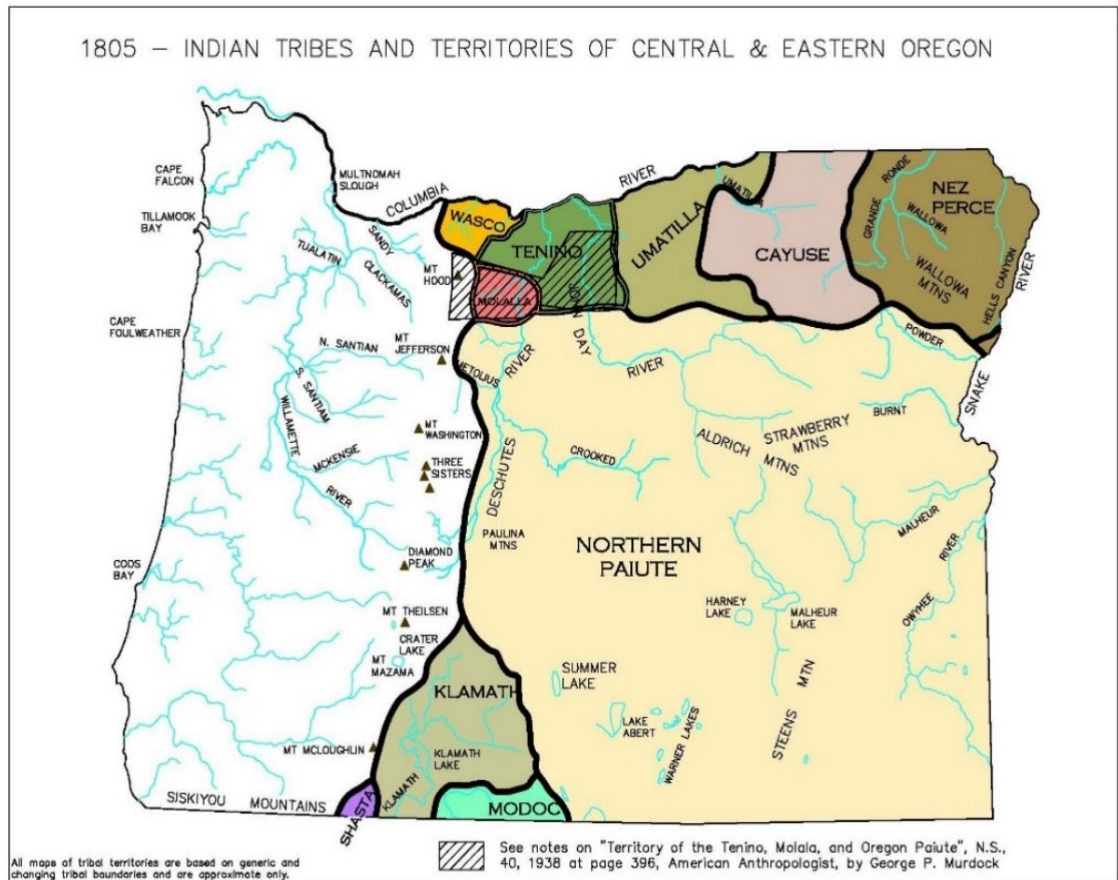 1805 – INDIAN TRIBES AND TERRITORIES OF CENTRAL & EASTERN OREGON
CAPE
FALCON
TILLAMOOK
BAY
MULTNOMAH
SLOUGH
COLUMBIA
RIVER
SANDY
TUALATIN
CLACKAMAS
MT
HOOD
WASCO
TENINO
MOLALLA
JOHN DAY
RIVER
UMATILLA
UMATILLA
CAYUSE
GRANDE
RONDE
NEZ
PERCE
WALLOWA
WALLOWA
MTNS
HELLS CANYON
RIVER
SNAKE
POWDER
CAPE
FOULWEATHER
N. SANTIAN
S. SANTIAM
MT
JEFFERSON
METOLIUS
RIVER
WILLAMETTE
MCKENSIE
RIVER
MT
WASHINGTON
THREE
SISTERS
DESCHUTES
CROOKED
ALDRICH
MTNS
STRAWBERRY
MTNS
BURNT
PAULINA
MTNS
NORTHERN
PAIUTE
MALHEUR
RIVER
OWYHEE
COOS
BAY
DIAMOND
PEAK
MT THEILSEN
CRATER
LAKE
MT
MAZAMA
HARNEY
LAKE
MALHEUR
LAKE
STEENS MTN
SUMMER
LAKE
LAKE
ABERT
WARNER LAKES
KLAMATH
KLAMATH
LAKE
KLAMATH
MT MCLOUGHLIN
SISKIYOU MOUNTAINS
SHASTA
MODOC
See notes on "Territory of the Tenino, Molala, and Oregon Paiute", N.S.,
40, 1938 at page 396, American Anthropologist, by George P. Murdock
All maps of tribal territories are based on generic and
changing tribal boundaries and are approximate only.